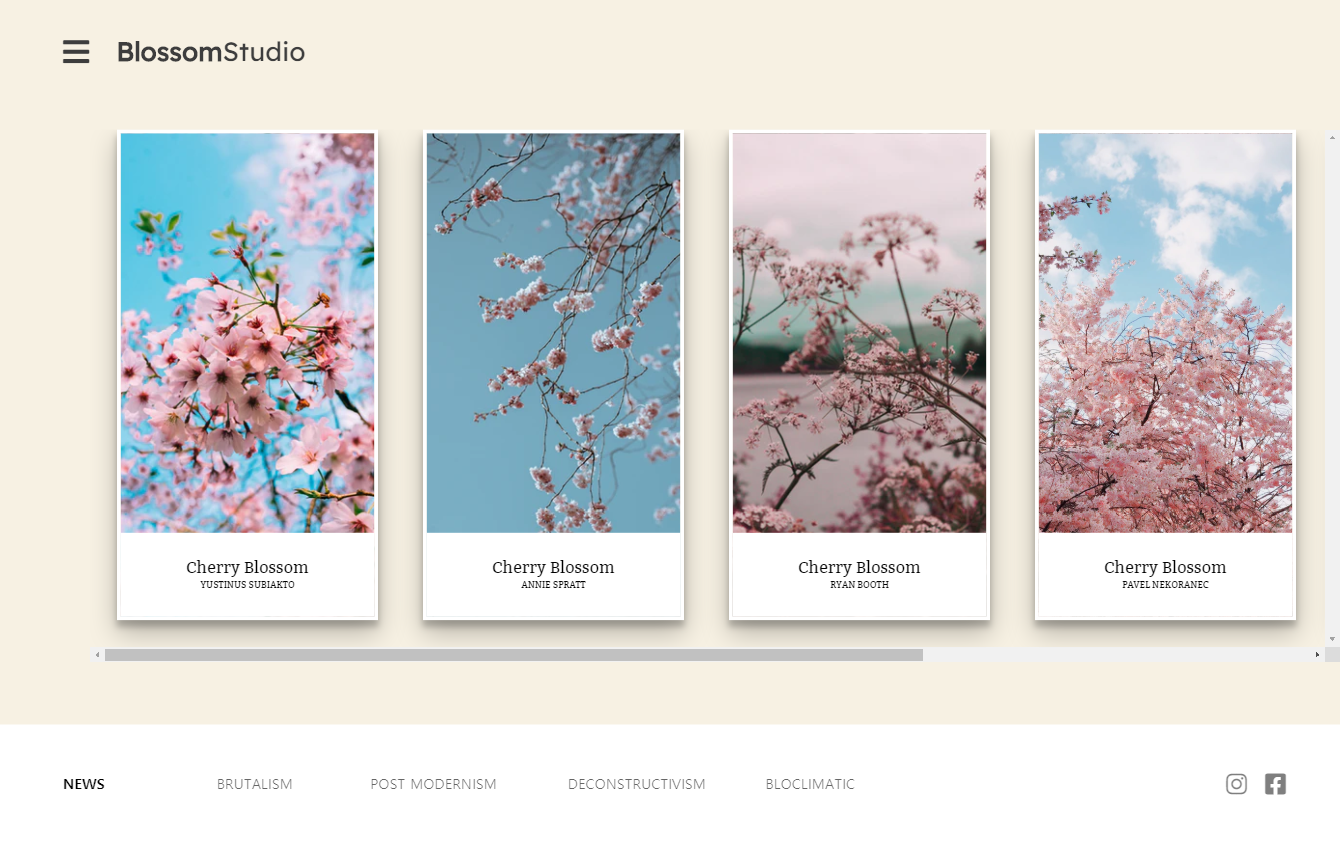 BlossomStudio
Cherry Blossom
YUSTINUS SUBIAKTO
Cherry Blossom
ANNIE SPRATT
Cherry Blossom
RYAN BOOTH
Cherry Blossom
PAVEL NEKORANEC
NEWS
BRUTALISM
POST MODERNISM
DECONSTRUCTIVISM
BLOCLIMATIC